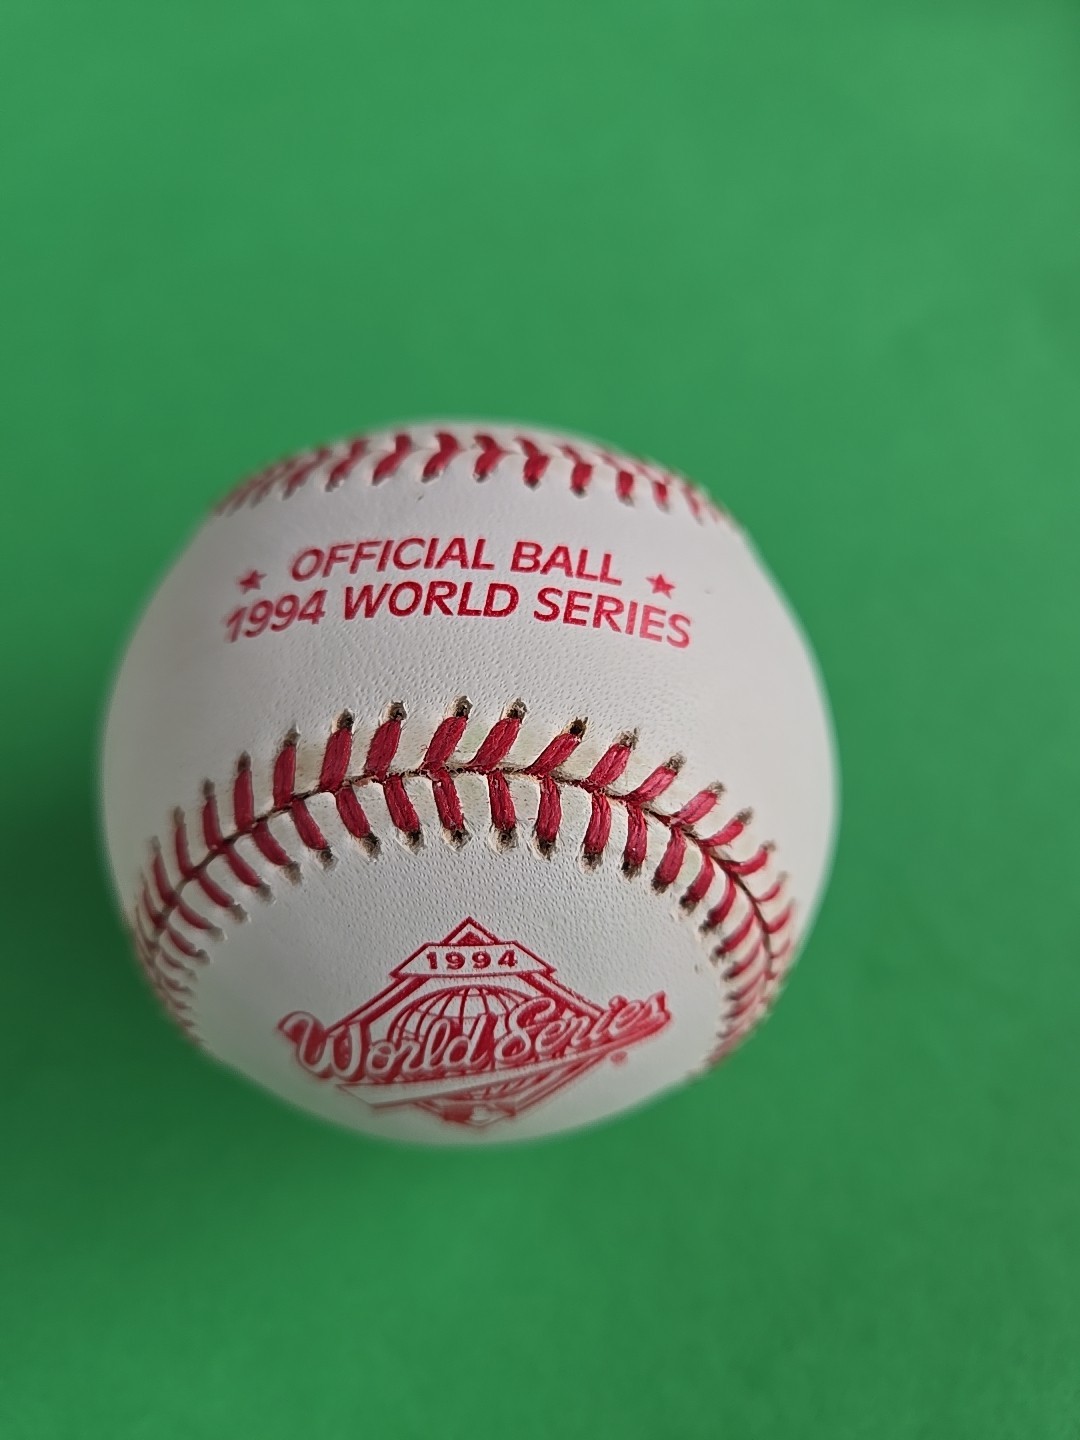 OFFICIAL BALL
★ 1994 WORLD SERIES ★
1994
World Series
®